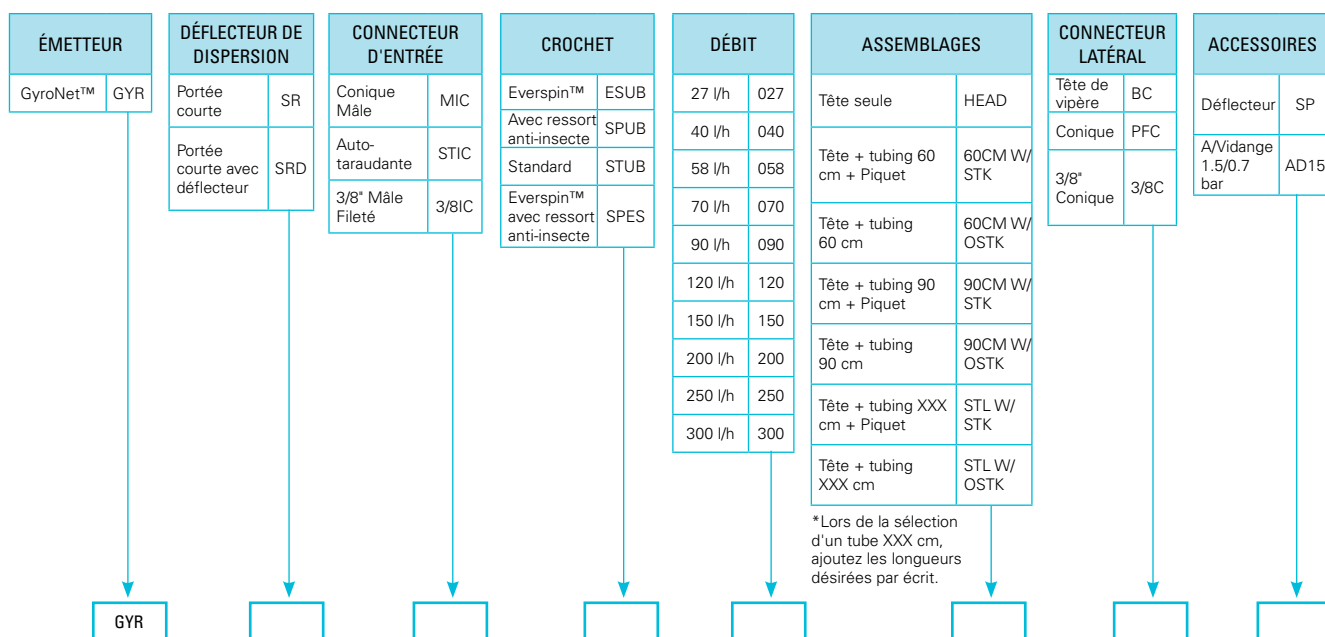 ÉMETTEUR
GyroNet™ GYR
DÉFLECTEUR DE
DISPERSION
Portée
courte
SR
Portée
courte avec
déflecteur
SRD
CONNECTEUR
D'ENTRÉE
Conique
Mâle
MIC
Auto-
taraudante
STIC
3/8" Mâle
Fileté
3/8IC
CROCHET
Everspin™ ESUB
Avec ressort
anti-insecte
SPUB
Standard STUB
Everspin™
avec ressort
anti-insecte
SPES
DÉBIT
27 l/h 027
40 l/h 040
58 l/h 058
70 l/h 070
90 l/h 090
120 l/h 120
150 l/h 150
200 l/h 200
250 l/h 250
300 l/h 300
ASSEMBLAGES
Tête seule HEAD
Tête + tubing 60
cm + Piquet
60CM W/
STK
Tête + tubing
60 cm
60CM W/
OSTK
Tête + tubing 90
cm + Piquet
90CM W/
STK
Tête + tubing
90 cm
90CM W/
OSTK
Tête + tubing XXX
cm + Piquet
STL W/
STK
Tête + tubing
XXX cm
STL W/
OSTK
*Lors de la sélection
d'un tube XXX cm,
ajoutez les longueurs
désirées par écrit.
CONNECTEUR
LATÉRAL
Tête de
vipère
BC
Conique PFC
3/8"
Conique
3/8C
ACCESSOIRES
Déflecteur SP
A/Vidange
1.5/0.7
bar
AD15
GYR